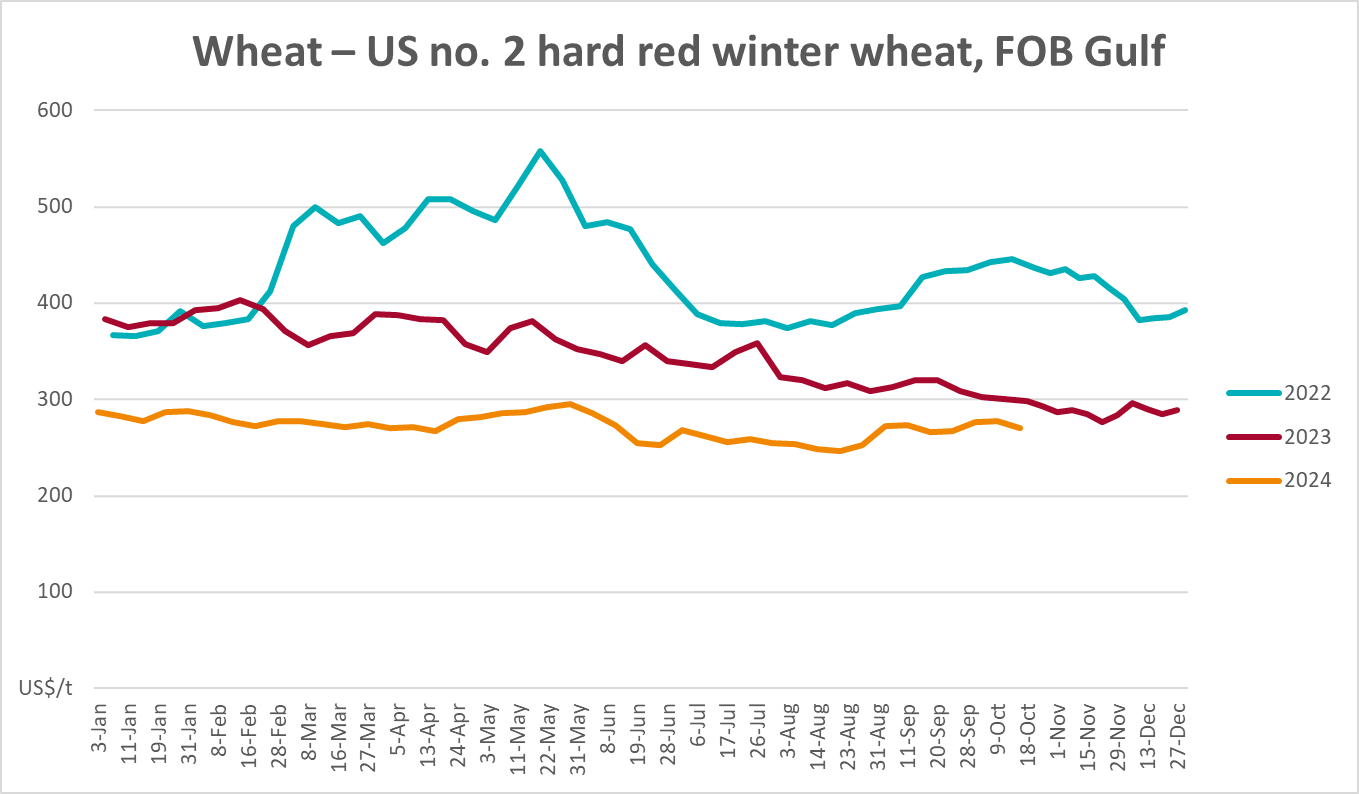 Wheat – US no. 2 hard red winter wheat, FOB Gulf
600
500
400
300
200
100
US$/t
2022
2023
2024
3-Jan
11-Jan
19-Jan
31-Jan
8-Feb
16-Feb
28-Feb
8-Mar
16-Mar
27-Mar
5-Apr
13-Apr
24-Apr
3-May
11-May
22-May
31-May
8-Jun
19-Jun
28-Jun
6-Jul
17-Jul
26-Jul
3-Aug
14-Aug
23-Aug
31-Aug
11-Sep
20-Sep
28-Sep
9-Oct
18-Oct
1-Nov
15-Nov
29-Nov
13-Dec
27-Dec